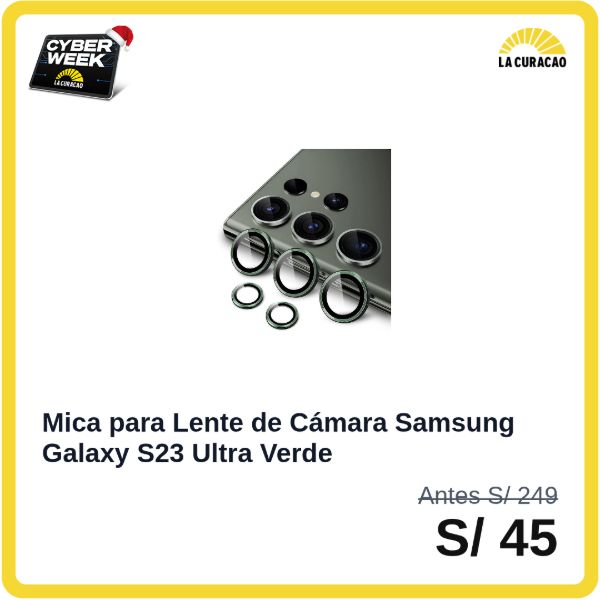 CYBER
WEEK
LA CURACAO
LA CURACAO
Mica para Lente de Cámara Samsung
Galaxy S23 Ultra Verde
Antes S/ 249
S/ 45